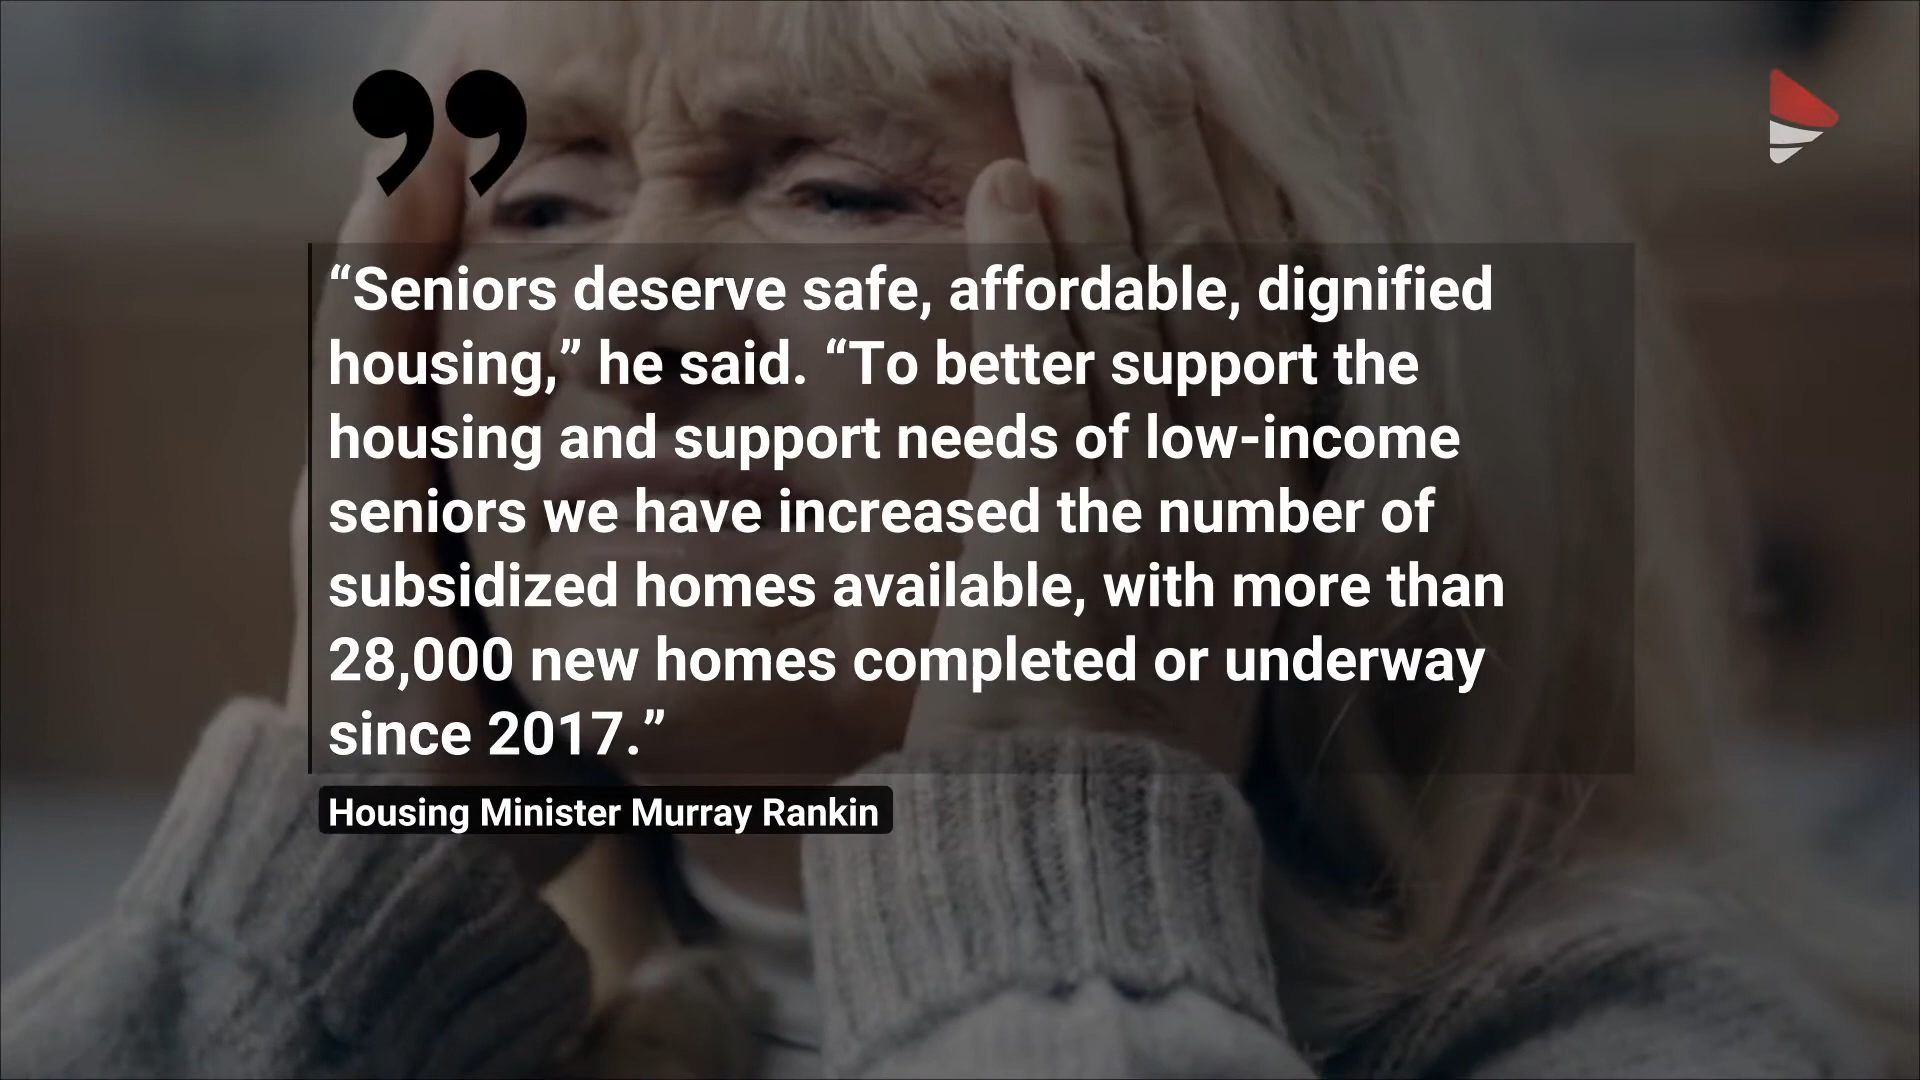 “Seniors deserve safe, affordable, dignified
housing,” he said. “To better support the
housing and support needs of low-income
seniors we have increased the number of
subsidized homes available, with more than
28,000 new homes completed or underway
since 2017.”
Housing Minister Murray Rankin